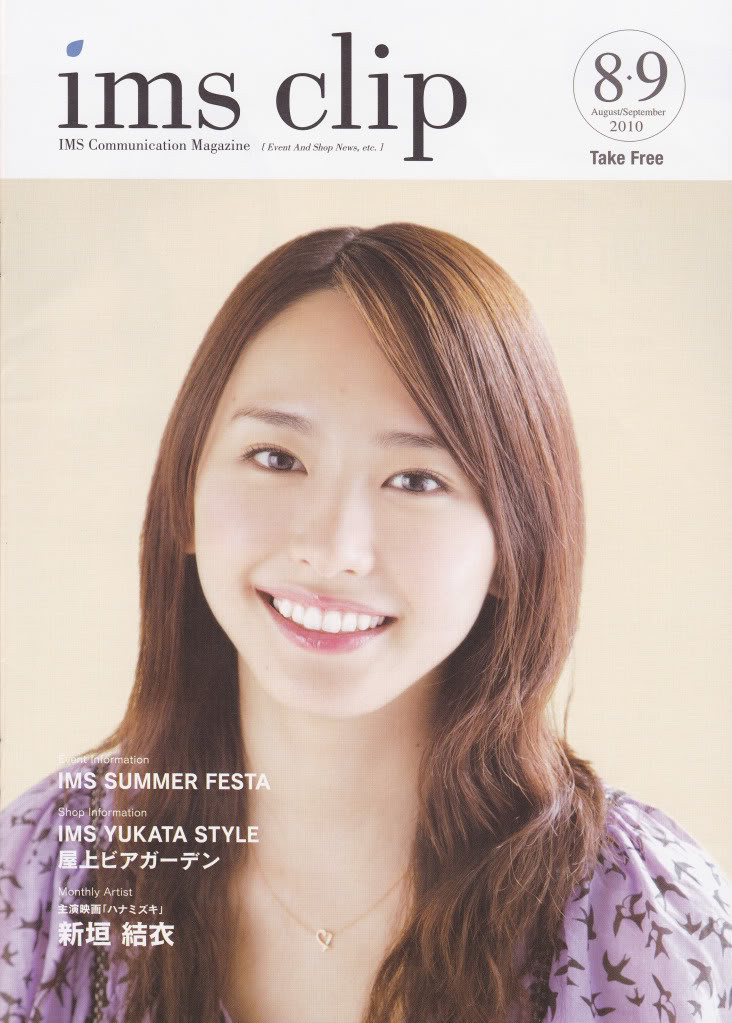 ims clip
IMS Communication Magazine [ Event And Shop News, etc. ]
8·9
August/September
2010
Take Free
Event Information
IMS SUMMER FESTA
Shop Information
IMS YUKATA STYLE
屋上ビアガーデン
Monthly Artist
主演映画「ハナミズキ」
新垣 結衣